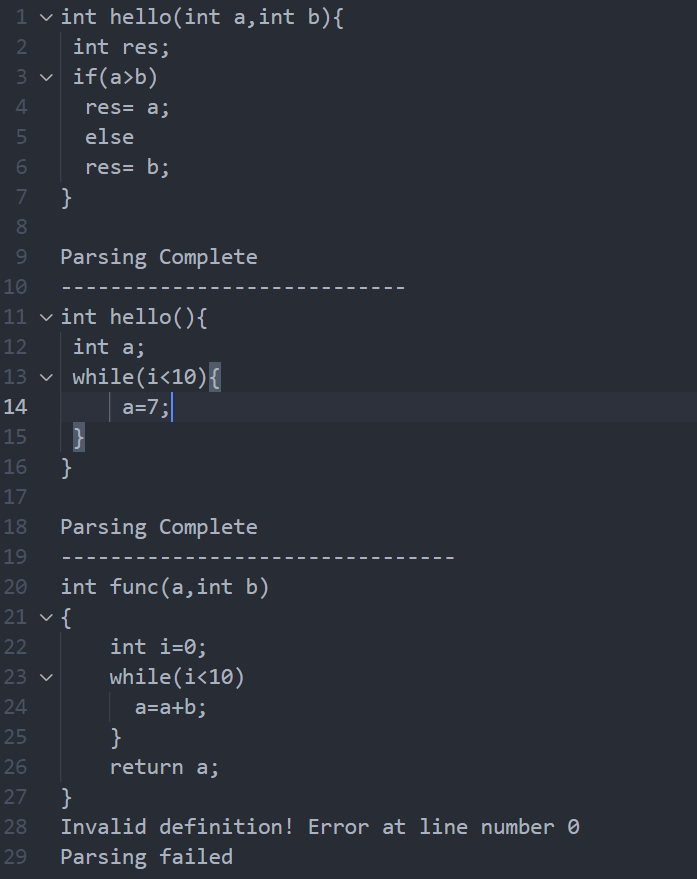 1 int hello(int a,int b){
2 int res;
3 if(a>b)
4 res= a;
5 else
6 res= b;
7 }
8
9 Parsing Complete
10 ----------------------------
11 int hello(){
12 int a;
13 while(i<10){
14 a=7;
15 }
16 }
17
18 Parsing Complete
19 --------------------------------
20 int func(a,int b)
21 {
22 int i=0;
23 while(i<10)
24 a=a+b;
25 }
26 return a;
27 }
28 Invalid definition! Error at line number 0
29 Parsing failed